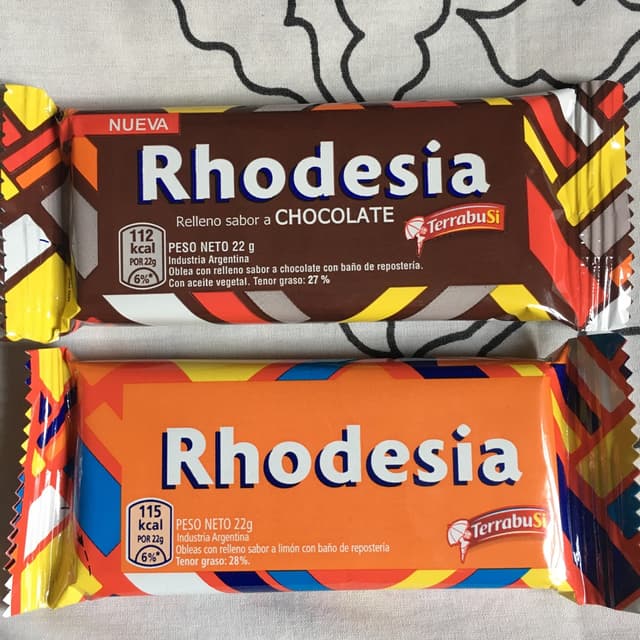 NUEVA
Rhodesia
Relleno sabor a CHOCOLATE
TerrabuSi
112
kcal
POR 22g
6%*
PESO NETO 22 g
Industria Argentina
Oblea con relleno sabor a chocolate con baño de repostería.
Con aceite vegetal. Tenor graso: 27 %
Rhodesia
TerrabuSi
115
kcal
POR 22g
6%*
PESO NETO 22g
Industria Argentina
Obleas con relleno sabor a limón con baño de repostería
Tenor graso: 28%.